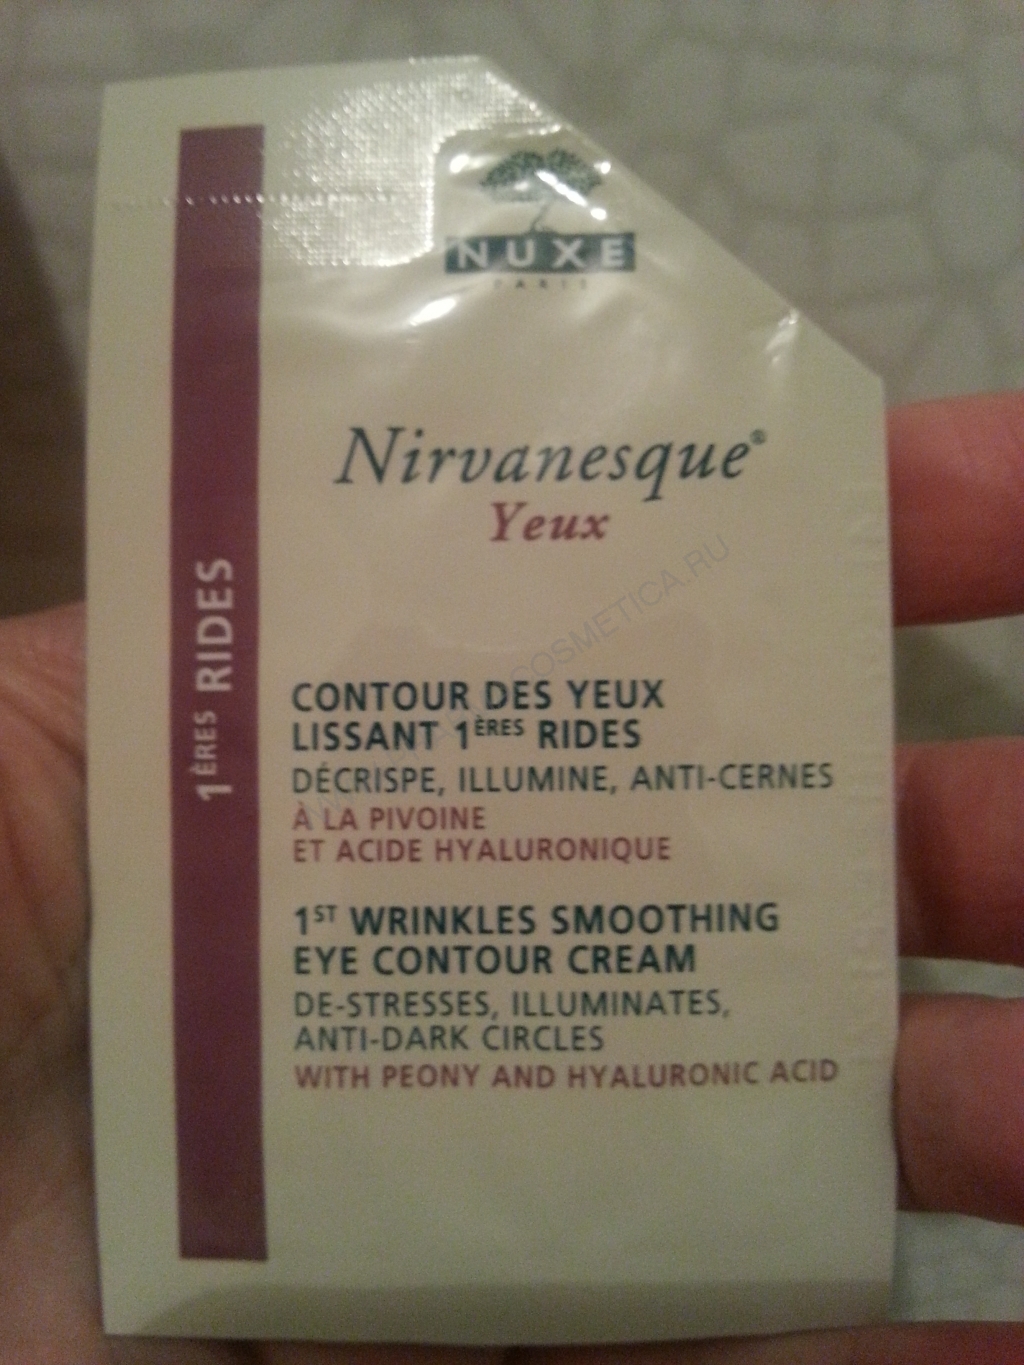 NUXE
PARIS
Nirvanesque®
Yeux
1ÈRES RIDES
CONTOUR DES YEUX
LISSANT 1ÈRES RIDES
DÉCRISPE, ILLUMINE, ANTI-CERNES
À LA PIVOINE
ET ACIDE HYALURONIQUE
1ST WRINKLES SMOOTHING
EYE CONTOUR CREAM
DE-STRESSES, ILLUMINATES,
ANTI-DARK CIRCLES
WITH PEONY AND HYALURONIC ACID
COSMETICA.RU